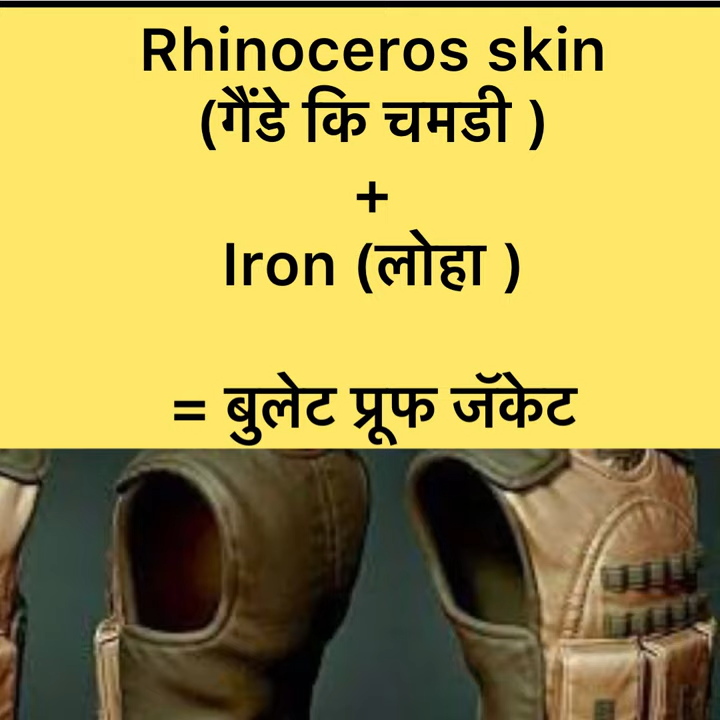 Rhinoceros skin
(गैंडे कि चमडी )
+
Iron (लोहा )
= बुलेट प्रूफ जॅकेट